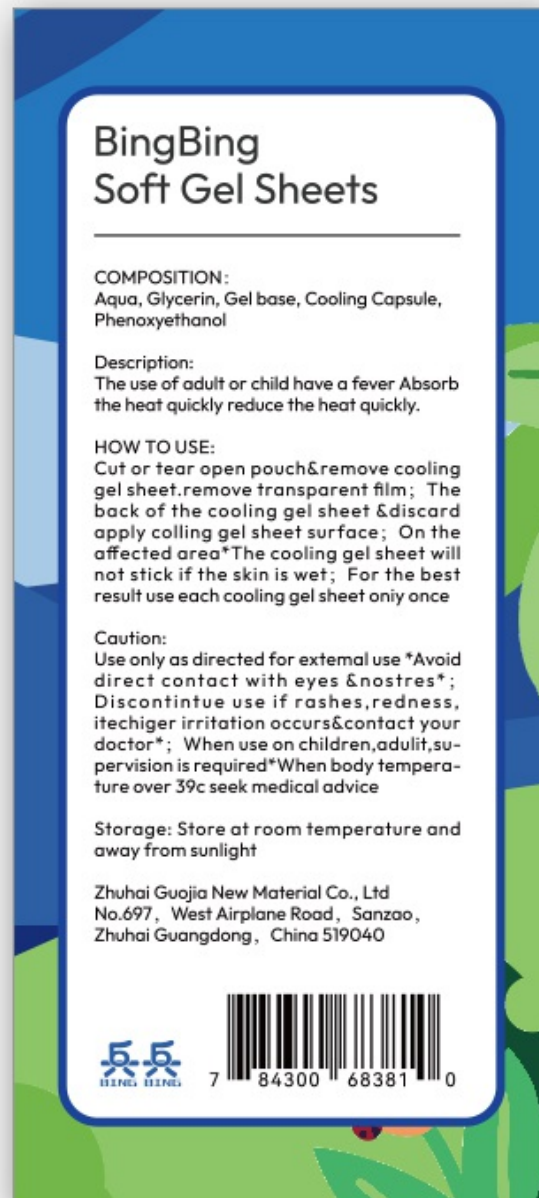 BingBing
Soft Gel Sheets
COMPOSITION:
Aqua, Glycerin, Gel base, Cooling Capsule,
Phenoxyethanol
Description:
The use of adult or child have a fever Absorb
the heat quickly reduce the heat quickly.
HOW TO USE:
Cut or tear open pouch&remove cooling
gel sheet.remove transparent film；The
back of the cooling gel sheet &discard
apply colling gel sheet surface；On the
affected area*The cooling gel sheet will
not stick if the skin is wet；For the best
result use each cooling gel sheet oniy once
Caution:
Use only as directed for extemal use *Avoid
direct contact with eyes &nostres*；
Discontintue use if rashes,redness,
itechiger irritation occurs&contact your
doctor*；When use on children,adulit,su-
pervision is required*When body tempera-
ture over 39c seek medical advice
Storage: Store at room temperature and
away from sunlight
Zhuhai Guojia New Material Co., Ltd
No.697，West Airplane Road，Sanzao，
Zhuhai Guangdong，China 519040
兵兵
BING BING
7 84300 68381 0